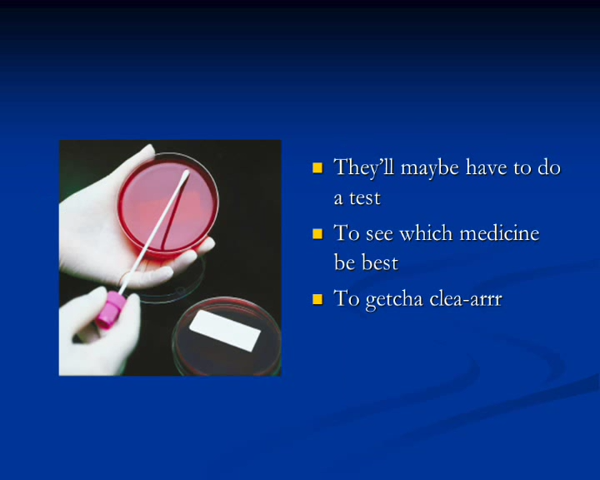 They’ll maybe have to do
a test
To see which medicine
be best
To getcha clea-arrr